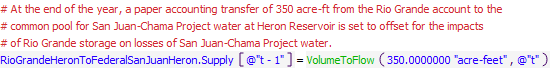 # At the end of the year, a paper accounting transfer of 350 acre-ft from the Rio Grande account to the
# common pool for San Juan-Chama Project water at Heron Reservoir is set to offset for the impacts
# of Rio Grande storage on losses of San Juan-Chama Project water.
RioGrandeHeronToFederalSanJuanHeron.Supply [ @"t - 1" ] = VolumeToFlow ( 350.0000000 "acre-feet" , @"t" )